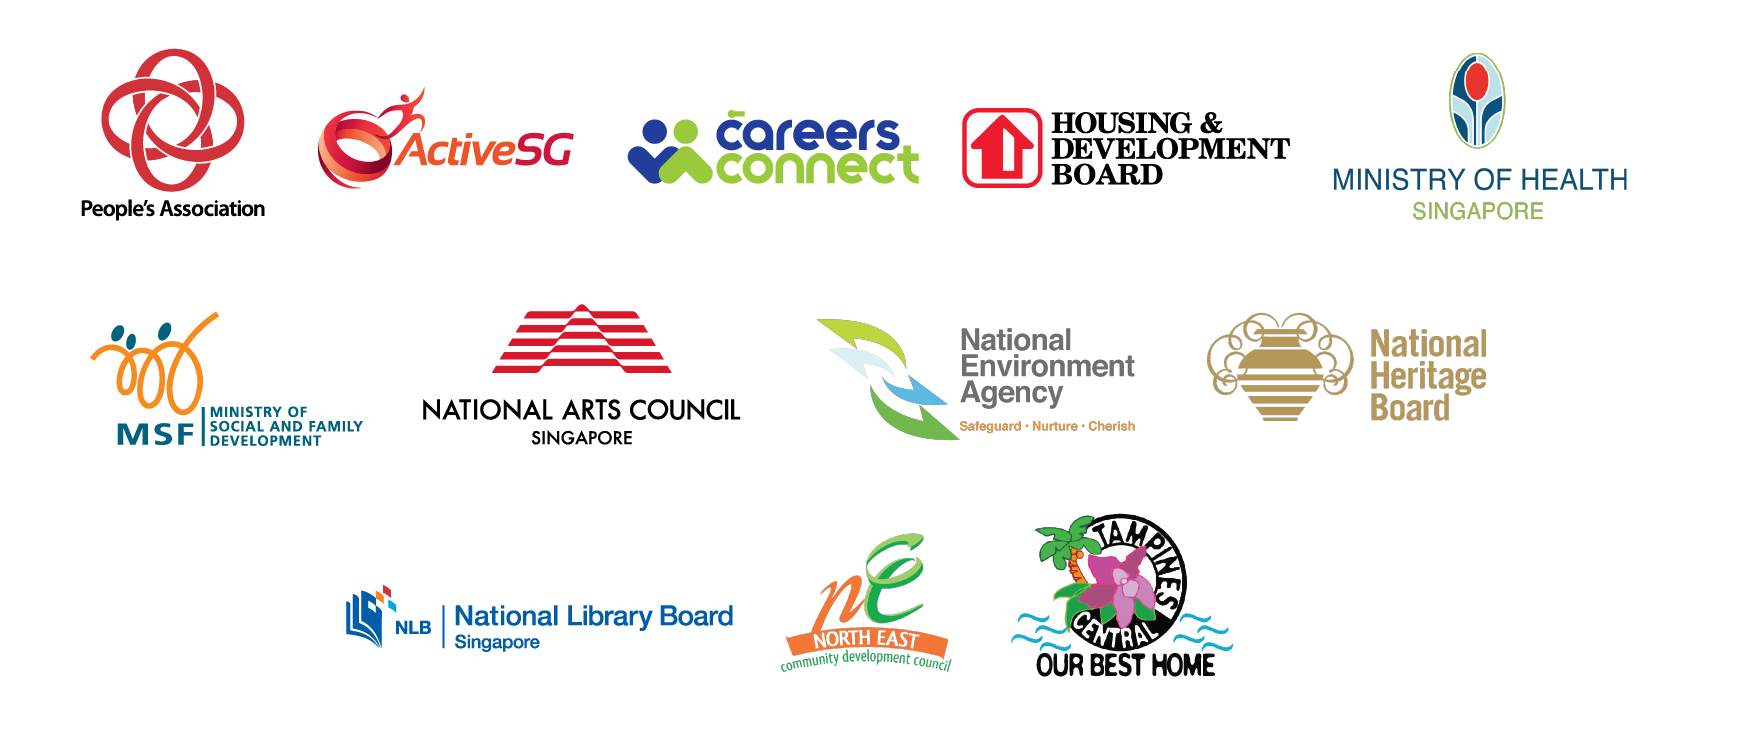 People's Association
ActiveSG
careers
connect
HOUSING &
DEVELOPMENT
BOARD
MINISTRY OF HEALTH
SINGAPORE
MSF
MINISTRY OF
SOCIAL AND FAMILY
DEVELOPMENT
NATIONAL ARTS COUNCIL
SINGAPORE
National
Environment
Agency
Safeguard · Nurture · Cherish
National
Heritage
Board
NLB
National Library Board
Singapore
nE
NORTH EAST
community development council
TAMPINES
CENTRAL
OUR BEST HOME